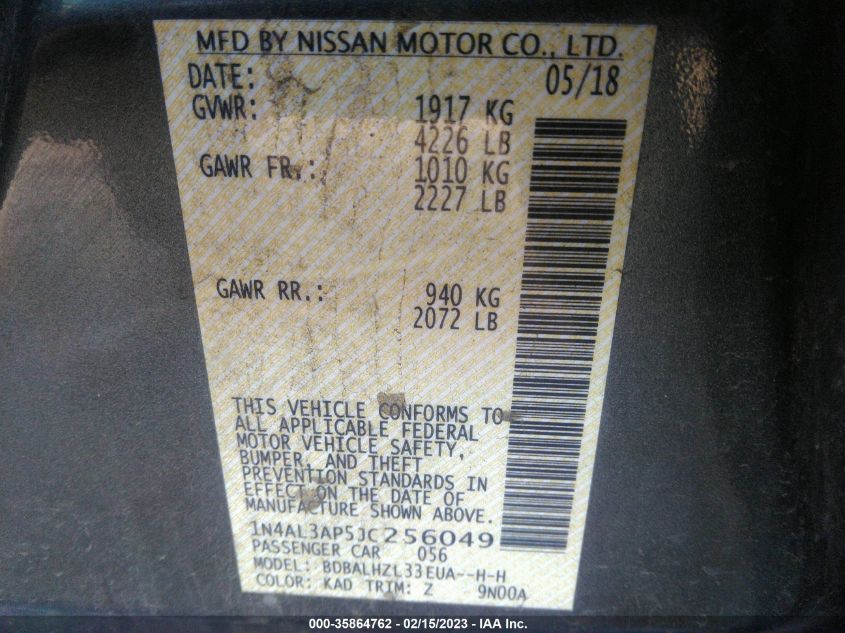 MFD BY NISSAN MOTOR CO., LTD.
DATE: 05/18
GVWR: 1917 KG
4226 LB
GAWR FR.: 1010 KG
2227 LB
GAWR RR.: 940 KG
2072 LB
THIS VEHICLE CONFORMS TO
ALL APPLICABLE FEDERAL
MOTOR VEHICLE SAFETY,
BUMPER, AND THEFT
PREVENTION STANDARDS IN
EFFECT ON THE DATE OF
MANUFACTURE SHOWN ABOVE.
1N4AL3AP5JC256049
PASSENGER CAR 056
MODEL: BDBALHZL33EUA--H-H
COLOR: KAD TRIM: Z 9N00A
000-35864762 - 02/15/2023 - IAA Inc.